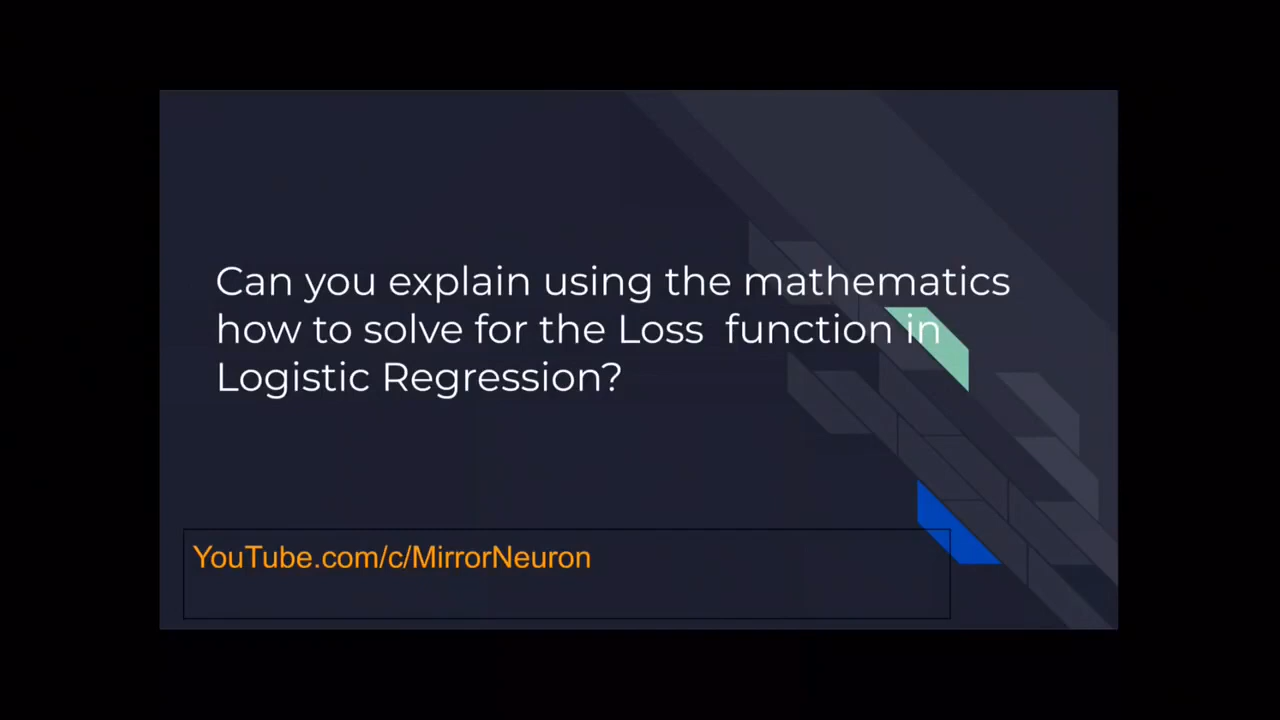 Can you explain using the mathematics
how to solve for the Loss  function in
Logistic Regression?
YouTube.com/c/MirrorNeuron